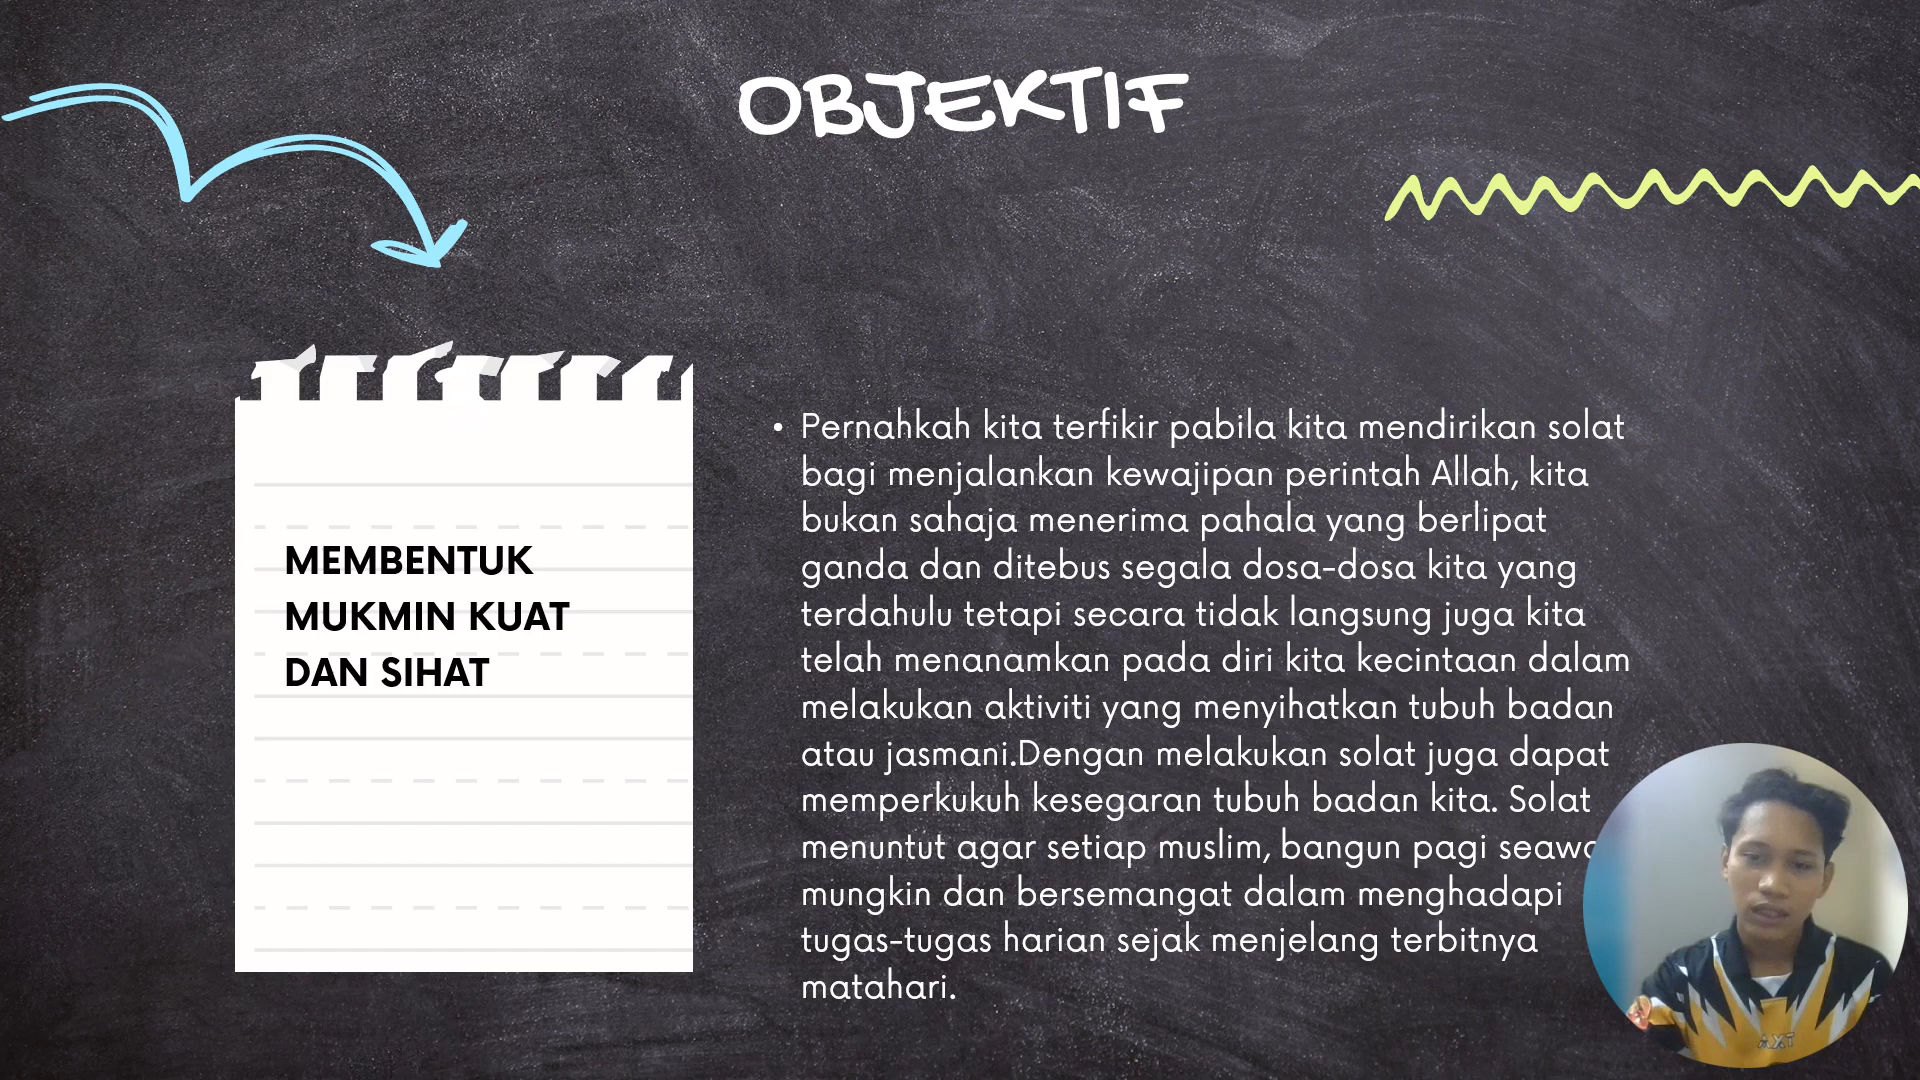 OBJEKTIF
MEMBENTUK
MUKMIN KUAT
DAN SIHAT
• Pernahkah kita terfikir pabila kita mendirikan solat
bagi menjalankan kewajipan perintah Allah, kita
bukan sahaja menerima pahala yang berlipat
ganda dan ditebus segala dosa-dosa kita yang
terdahulu tetapi secara tidak langsung juga kita
telah menanamkan pada diri kita kecintaan dalam
melakukan aktiviti yang menyihatkan tubuh badan
atau jasmani.Dengan melakukan solat juga dapat
memperkukuh kesegaran tubuh badan kita. Solat
menuntut agar setiap muslim, bangun pagi
mungkin dan bersemangat dalam menghadapi
tugas-tugas harian sejak menjelang terbitnya
matahari.